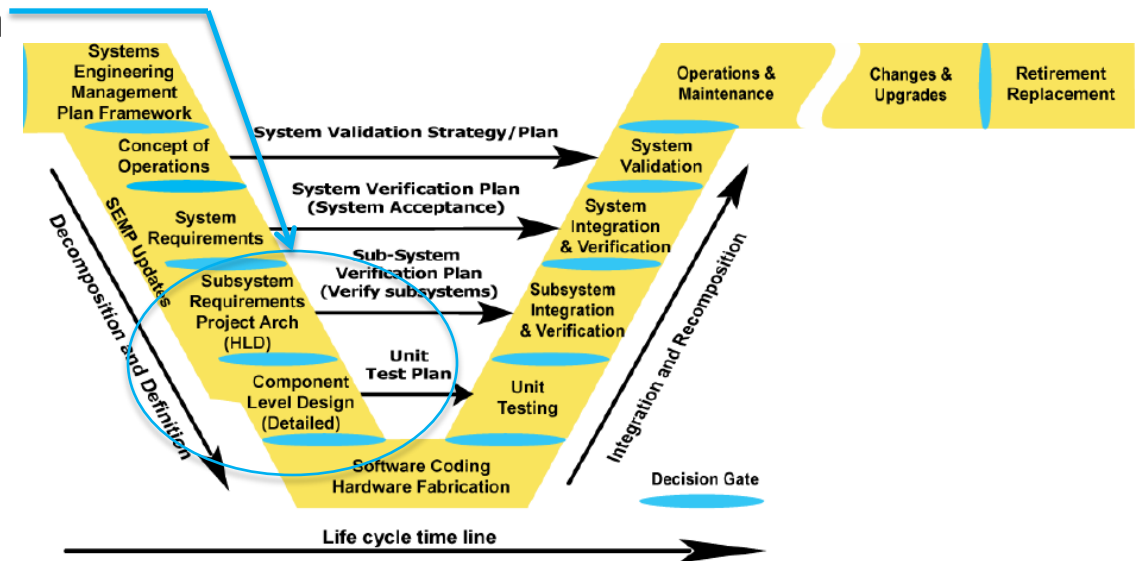 Systems
Engineering
Management
Plan Framework
Concept of
Operations
SEMP Updates
System
Requirements
Subsystem
Requirements
Project Arch
(HLD)
Component
Level Design
(Detailed)
Decomposition and Definition
System Validation Strategy/Plan
System Verification Plan
(System Acceptance)
Sub-System
Verification Plan
(Verify subsystems)
Unit
Test Plan
Software Coding
Hardware Fabrication
Unit
Testing
Subsystem
Integration
& Verification
System
Integration
& Verification
System
Validation
Operations &
Maintenance
Changes &
Upgrades
Retirement
Replacement
Integration and Recomposition
Decision Gate
Life cycle time line